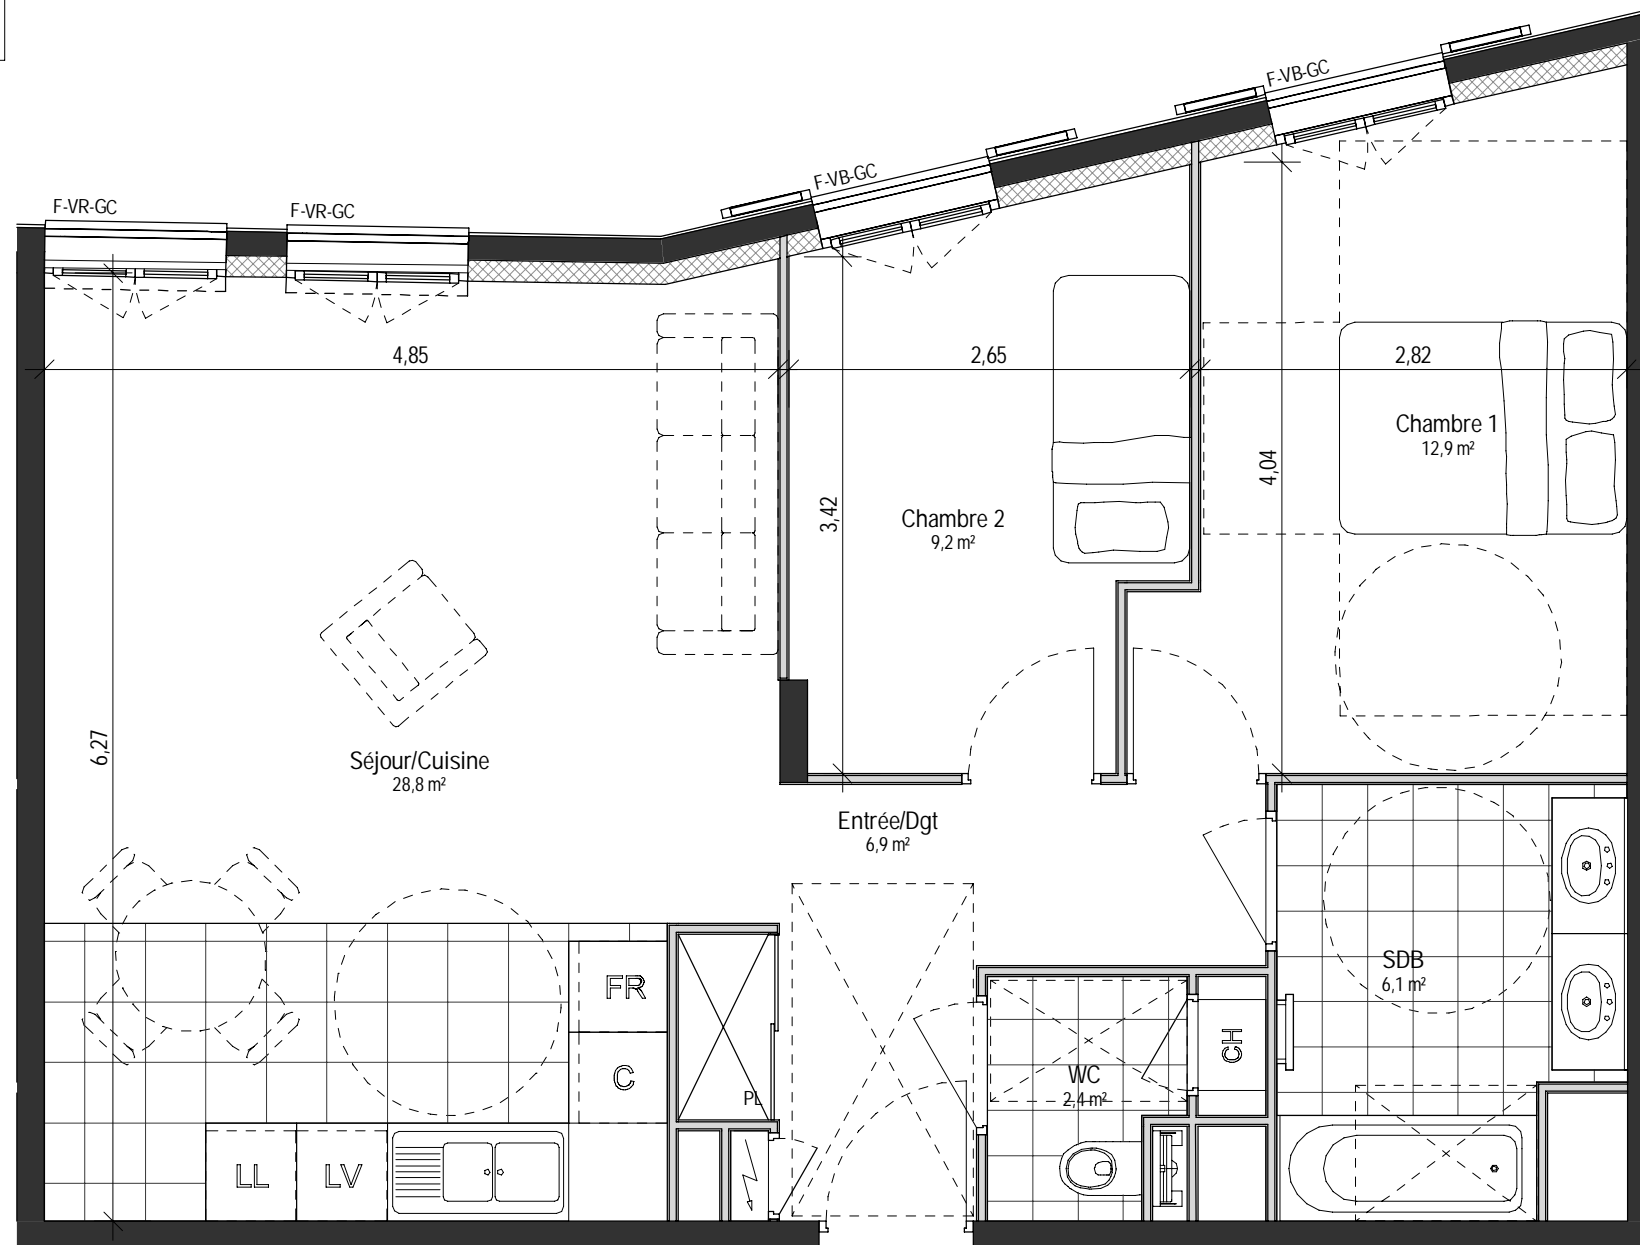 F-VB-GC
F-VB-GC
F-VR-GC
F-VR-GC
4,85
2,65
2,82
Chambre 1
12,9 m²
4,04
3,42
Chambre 2
9,2 m²
6,27
Séjour/Cuisine
28,8 m²
Entrée/Dgt
6,9 m²
SDB
6,1 m²
FR
CH
C
WC
2,4 m²
PL
LL
LV